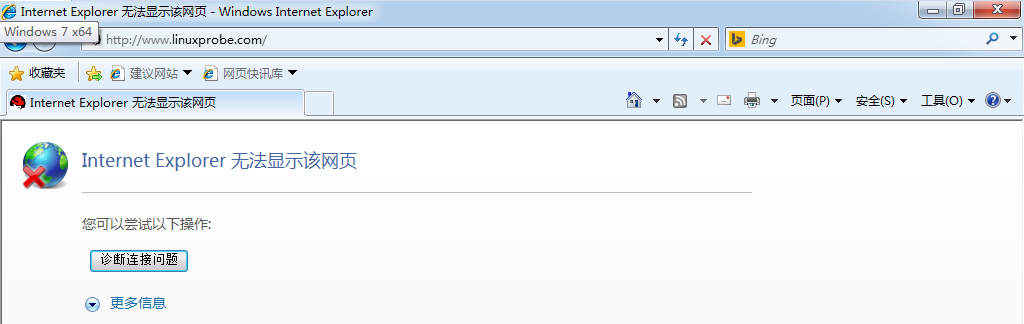 Internet Explorer 无法显示该网页 - Windows Internet Explorer
Windows 7 x64
http://www.linuxprobe.com/
Bing
收藏夹 建议网站 网页快讯库
Internet Explorer 无法显示该网页
页面(P) 安全(S) 工具(O)
Internet Explorer 无法显示该网页
您可以尝试以下操作:
诊断连接问题
更多信息